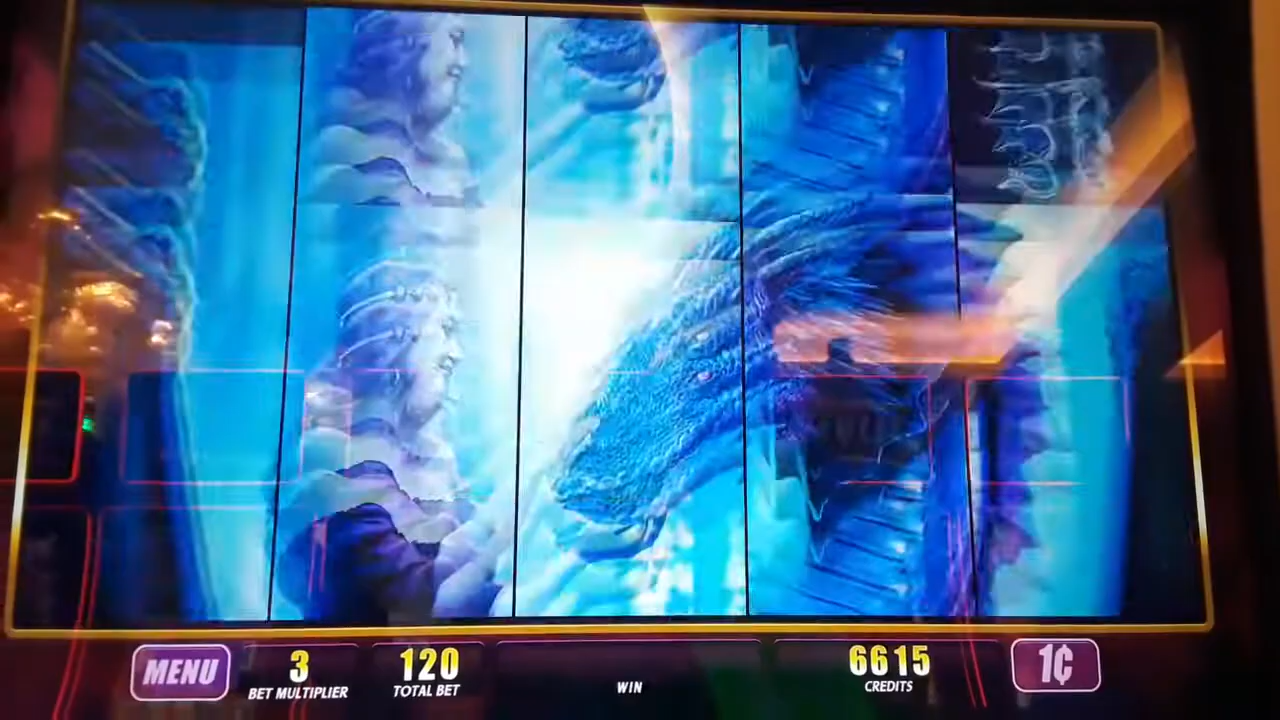 MENU
3
BET MULTIPLIER
120
TOTAL BET
WIN
6615
CREDITS
1¢